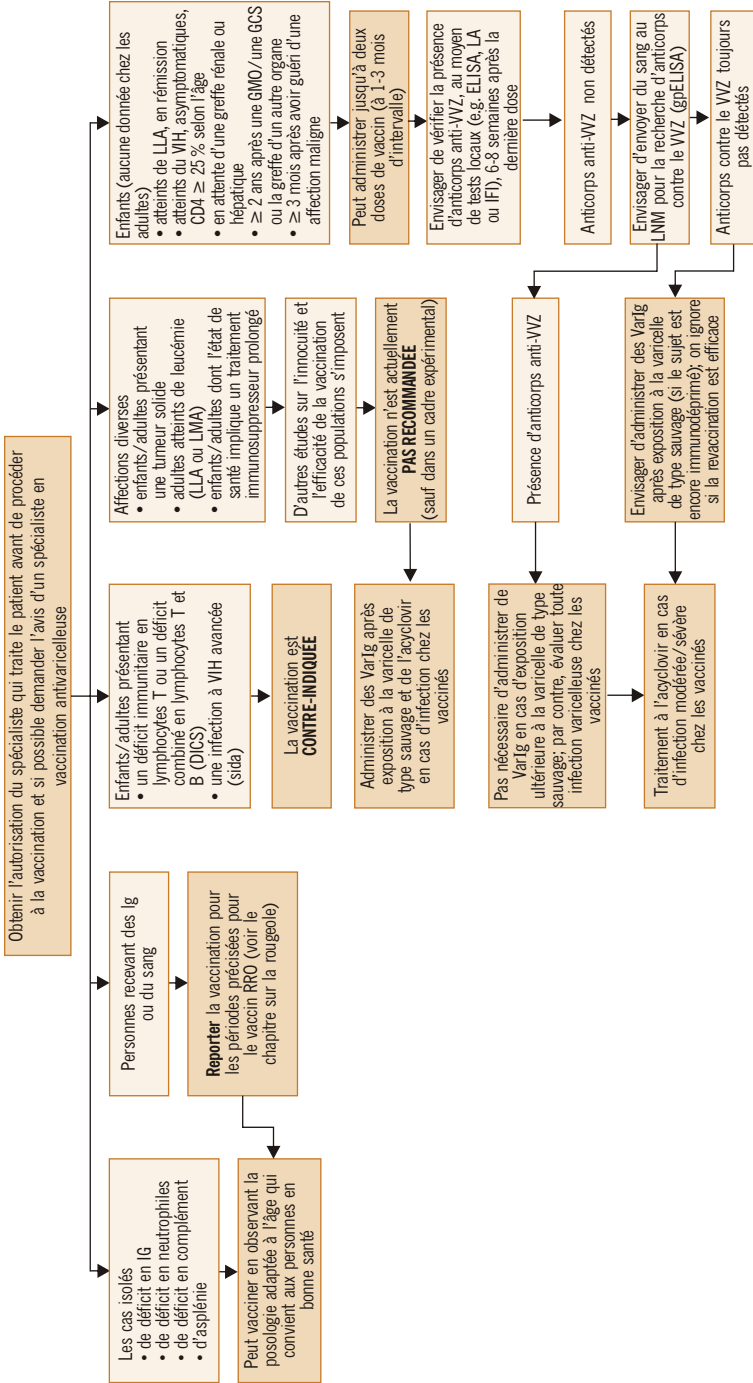 Obtenir l'autorisation du spécialiste qui traite le patient avant de procéder
à la vaccination et si possible demander l'avis d'un spécialiste en
vaccination antivaricelleuse
Les cas isolés
• de déficit en IG
• de déficit en neutrophiles
• de déficit en complément
• d'asplénie
Peut vacciner en observant la
posologie adaptée à l'âge qui
convient aux personnes en
bonne santé
Personnes recevant des Ig
ou du sang
Reporter la vaccination pour
les périodes précisées pour
le vaccin RRO (voir le
chapitre sur la rougeole)
Enfants/adultes présentant
• un déficit immunitaire en
lymphocytes T ou un déficit
combiné en lymphocytes T et
B (DICS)
• une infection à VIH avancée
(sida)
La vaccination est
CONTRE-INDIQUÉE
Affections diverses
• enfants/adultes présentant
une tumeur solide
• adultes atteints de leucémie
(LLA ou LMA)
• enfants/adultes dont l'état de
santé implique un traitement
immunosuppresseur prolongé
D'autres études sur l'innocuité et
l'efficacité de la vaccination
de ces populations s'imposent
La vaccination n'est actuellement
PAS RECOMMANDÉE
(sauf dans un cadre expérimental)
Administrer des VarIg après
exposition à la varicelle de
type sauvage et de l'acyclovir
en cas d'infection chez les
vaccinés
Enfants (aucune donnée chez les
adultes)
• atteints de LLA, en rémission
• atteints du VIH, asymptomatiques,
CD4 ≥ 25 % selon l'âge
• en attente d'une greffe rénale ou
hépatique
• ≥ 2 ans après une GMO/une GCS
ou la greffe d'un autre organe
• ≥ 3 mois après avoir guéri d'une
affection maligne
Peut administrer jusqu'à deux
doses de vaccin (à 1-3 mois
d'intervalle)
Envisager de vérifier la présence
d'anticorps anti-VVZ, au moyen
de tests locaux (e.g. ELISA, LA
ou IFI), 6-8 semaines après la
dernière dose
Anticorps anti-VVZ non détectés
Envisager d'envoyer du sang au
LNM pour la recherche d'anticorps
contre le VVZ (gpELISA)
Anticorps contre le VVZ toujours
pas détectés
Présence d'anticorps anti-VVZ
Pas nécessaire d'administrer de
VarIg en cas d'exposition
ultérieure à la varicelle de type
sauvage; par contre, évaluer toute
infection varicelleuse chez les
vaccinés
Envisager d'administrer des VarIg
après exposition à la varicelle
de type sauvage (si le sujet est
encore immunodéprimé); on ignore
si la revaccination est efficace
Traitement à l'acyclovir en cas
d'infection modérée/sévère
chez les vaccinés